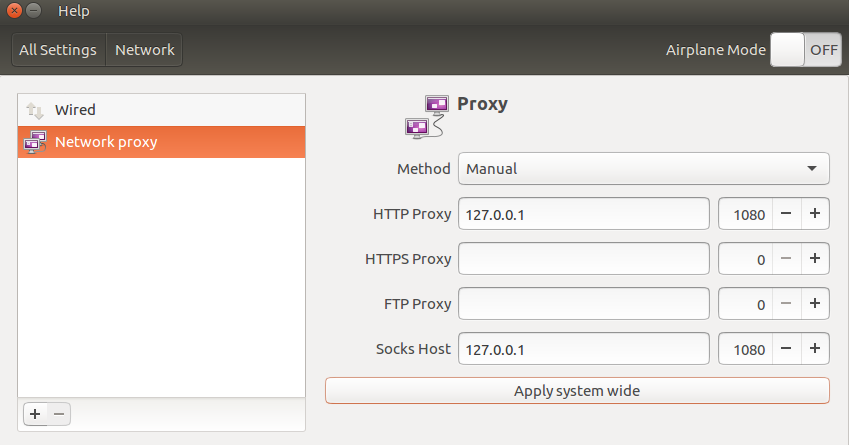 Help
All Settings Network Airplane Mode OFF
Wired
Network proxy
Proxy
Method Manual
HTTP Proxy 127.0.0.1 1080 − +
HTTPS Proxy 0 − +
FTP Proxy 0 − +
Socks Host 127.0.0.1 1080 − +
Apply system wide
+ −